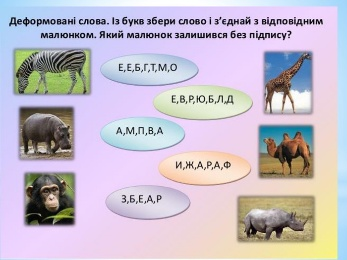 Деформовані слова. Із букв збери слово і з’єднай з відповідним
малюнком. Який малюнок залишився без підпису?
Е,Е,Б,Г,Т,М,О
Е,В,Р,Ю,Б,Л,Д
А,М,П,В,А
И,Ж,А,Р,А,Ф
З,Б,Е,А,Р